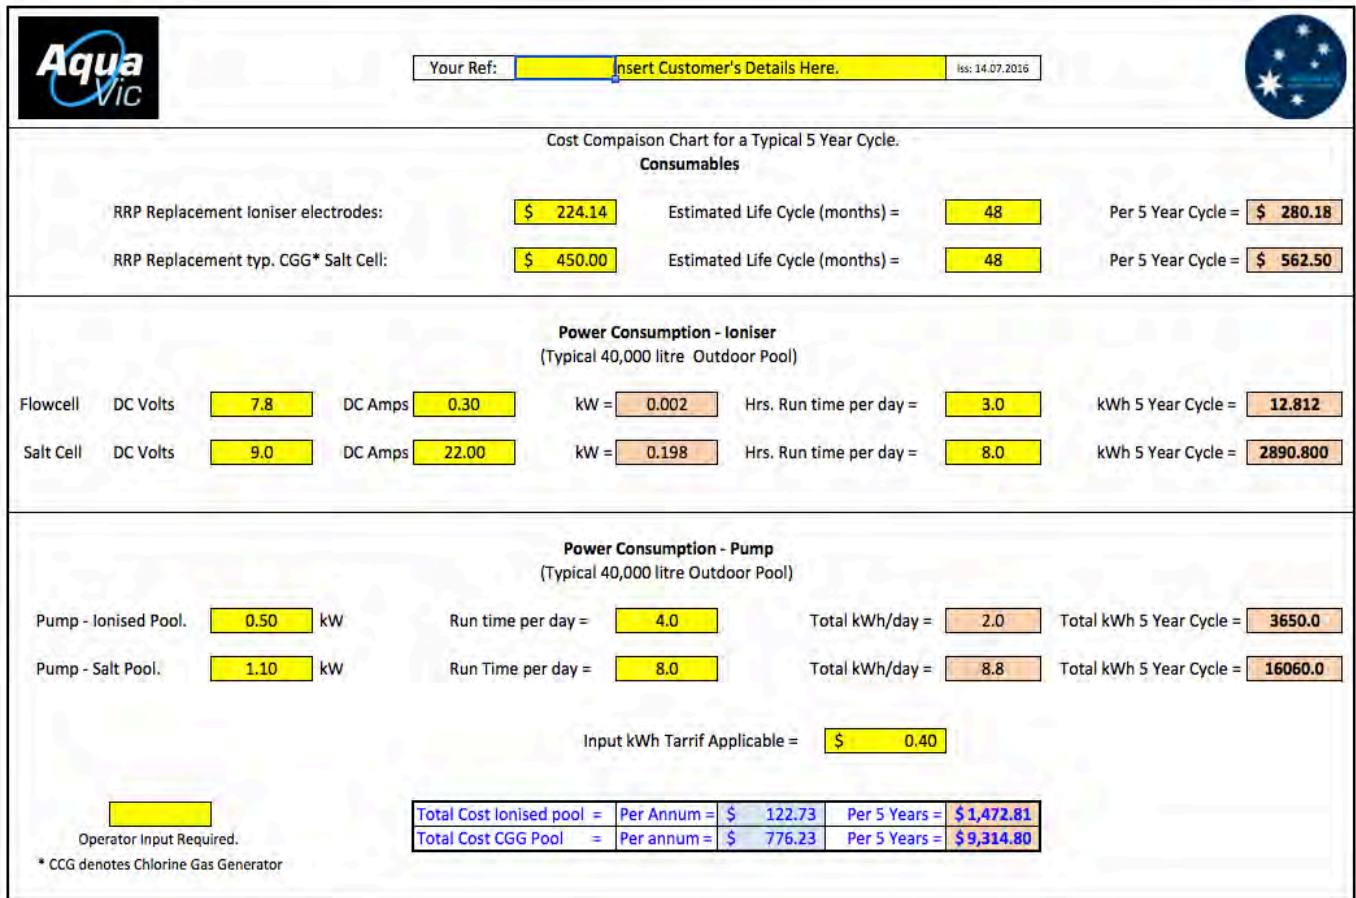 Aqua
Vic
Your Ref: nsert Customer's Details Here. Iss: 14.07.2016
Cost Compaison Chart for a Typical 5 Year Cycle.
Consumables
RRP Replacement Ioniser electrodes: $ 224.14 Estimated Life Cycle (months) = 48 Per 5 Year Cycle = $ 280.18
RRP Replacement typ. CGG* Salt Cell: $ 450.00 Estimated Life Cycle (months) = 48 Per 5 Year Cycle = $ 562.50
Power Consumption - Ioniser
(Typical 40,000 litre Outdoor Pool)
Flowcell DC Volts 7.8 DC Amps 0.30 kW = 0.002 Hrs. Run time per day = 3.0 kWh 5 Year Cycle = 12.812
Salt Cell DC Volts 9.0 DC Amps 22.00 kW = 0.198 Hrs. Run time per day = 8.0 kWh 5 Year Cycle = 2890.800
Power Consumption - Pump
(Typical 40,000 litre Outdoor Pool)
Pump - Ionised Pool. 0.50 kW Run time per day = 4.0 Total kWh/day = 2.0 Total kWh 5 Year Cycle = 3650.0
Pump - Salt Pool. 1.10 kW Run Time per day = 8.0 Total kWh/day = 8.8 Total kWh 5 Year Cycle = 16060.0
Input kWh Tarrif Applicable = $ 0.40
Total Cost Ionised pool = Per Annum = $ 122.73 Per 5 Years = $ 1,472.81
Total Cost CGG Pool = Per annum = $ 776.23 Per 5 Years = $ 9,314.80
Operator Input Required.
* CCG denotes Chlorine Gas Generator